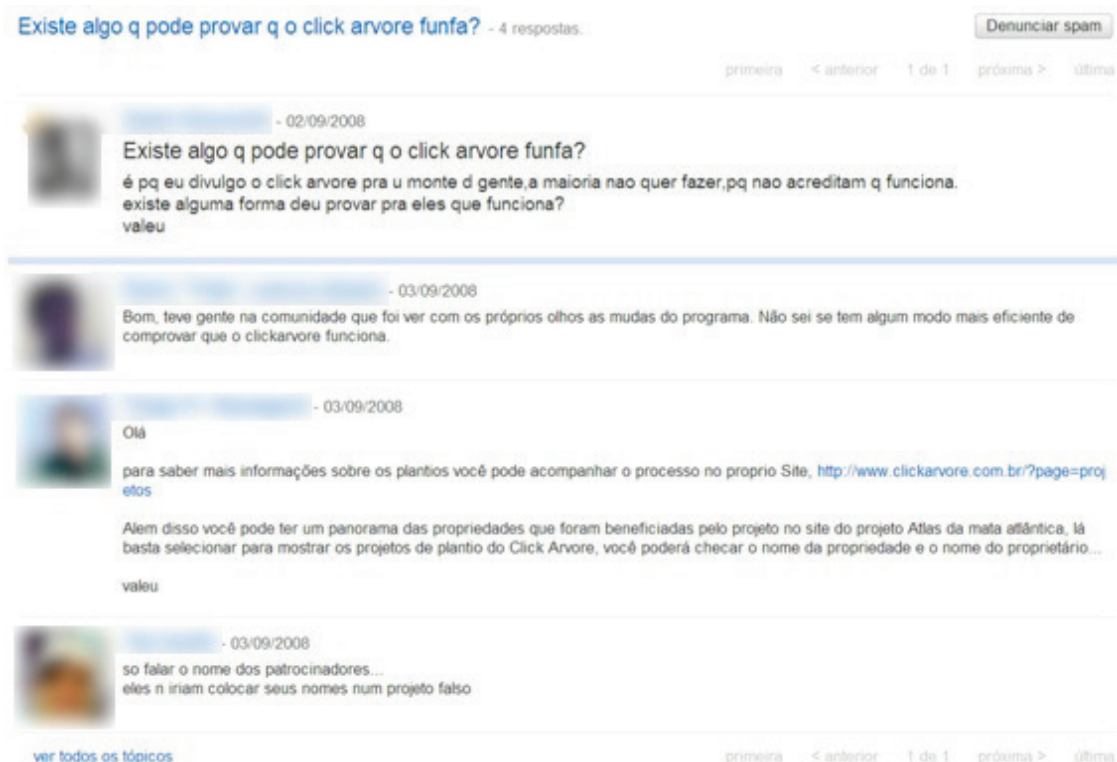 Existe algo q pode provar q o click arvore funfa? - 4 respostas.
Denunciar spam
primeira < anterior 1 de 1 próxima > última
- 02/09/2008
Existe algo q pode provar q o click arvore funfa?
é pq eu divulgo o click arvore pra u monte d gente,a maioria nao quer fazer,pq nao acreditam q funciona.
existe alguma forma deu provar pra eles que funciona?
valeu
- 03/09/2008
Bom, teve gente na comunidade que foi ver com os próprios olhos as mudas do programa. Não sei se tem algum modo mais eficiente de
comprovar que o clickarvore funciona.
- 03/09/2008
Olá
para saber mais informações sobre os plantios você pode acompanhar o processo no proprio Site, http://www.clickarvore.com.br/?page=proj
etos
Alem disso você pode ter um panorama das propriedades que foram beneficiadas pelo projeto no site do projeto Atlas da mata atlântica, lá
basta selecionar para mostrar os projetos de plantio do Click Arvore, você poderá checar o nome da propriedade e o nome do proprietário...
valeu
- 03/09/2008
so falar o nome dos patrocinadores...
eles n iriam colocar seus nomes num projeto falso
ver todos os tópicos
primeira < anterior 1 de 1 próxima > última